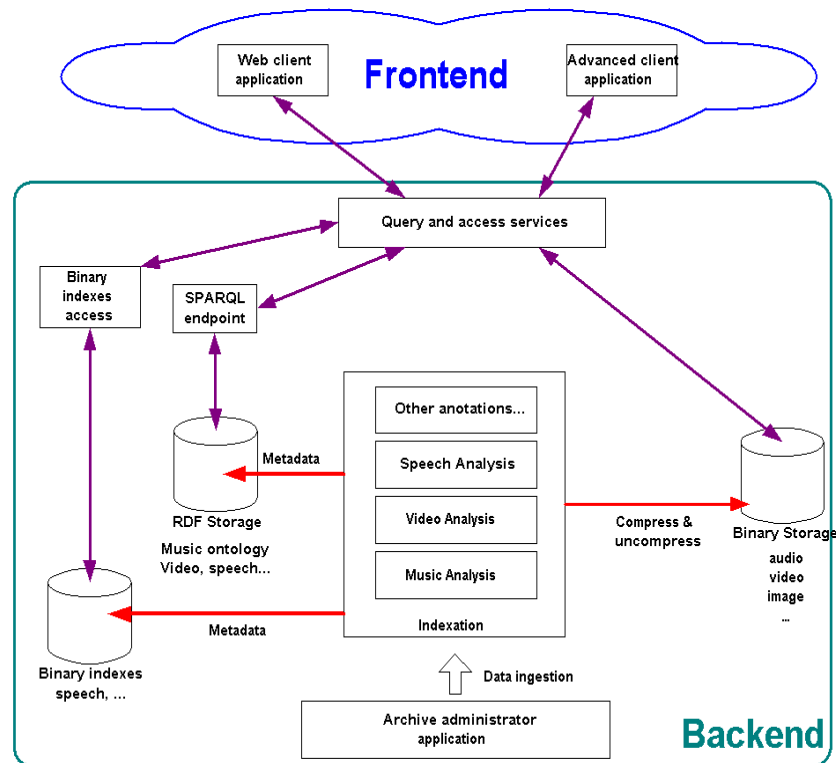 Web client
application
Frontend
Advanced client
application
Query and access services
Binary
indexes
access
SPARQL
endpoint
Other anotations...
Speech Analysis
Video Analysis
Music Analysis
Indexation
Metadata
RDF Storage
Music ontology
Video, speech...
Compress &
uncompress
Binary Storage
audio
video
image
...
Metadata
Binary indexes
speech, ...
Data ingestion
Archive administrator
application
Backend